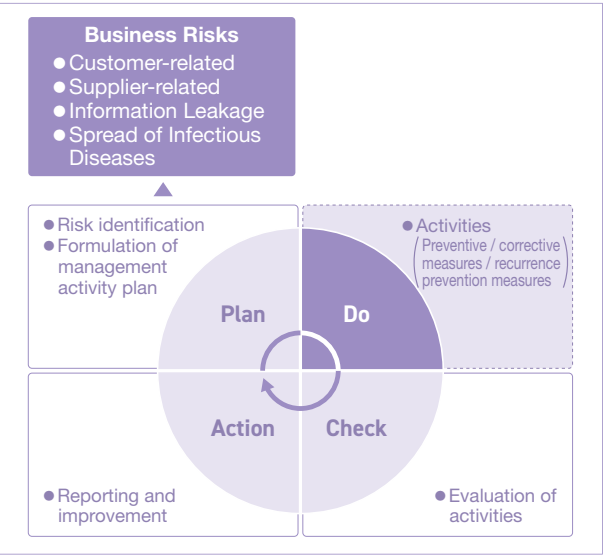 Business Risks
●Customer-related
●Supplier-related
●Information Leakage
●Spread of Infectious
Diseases
●Risk identification
●Formulation of
management
activity plan
●Activities
(Preventive / corrective
measures / recurrence
prevention measures)
Plan
Do
Action
Check
●Reporting and
improvement
●Evaluation of
activities